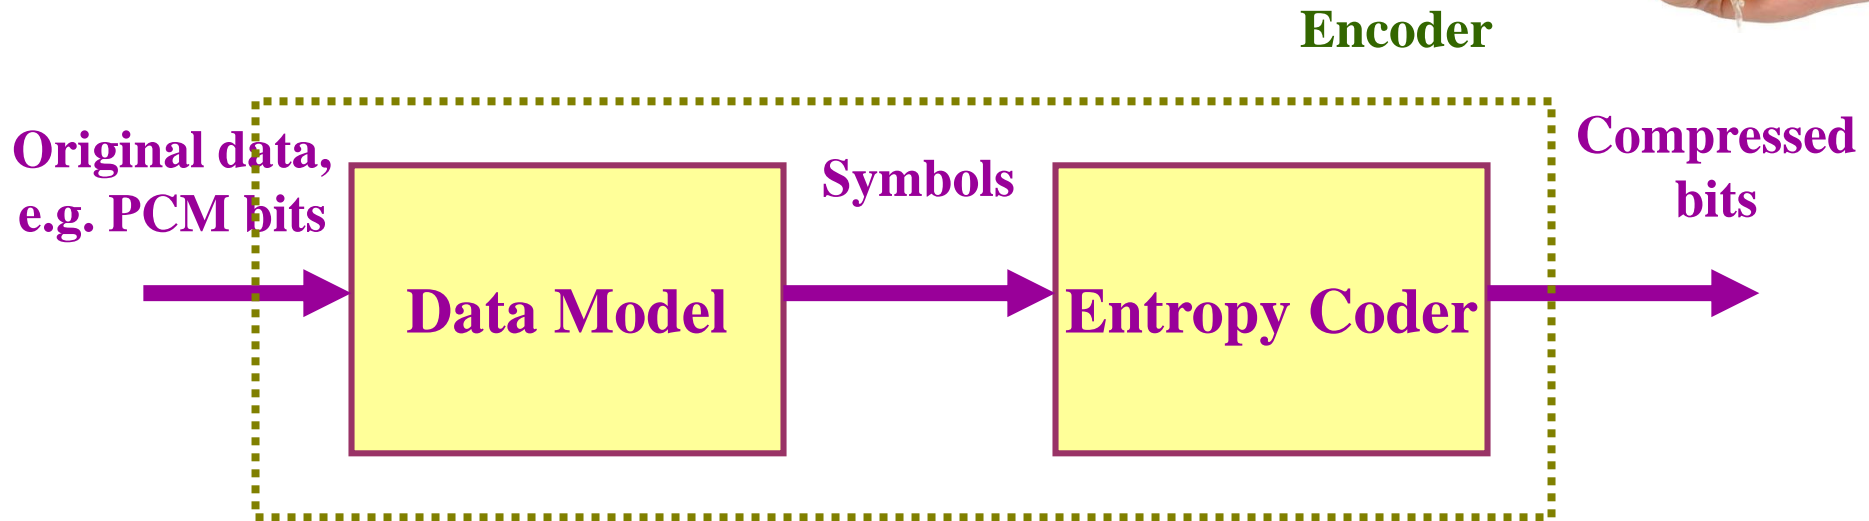 Encoder
Original data,
e.g. PCM bits
Symbols
Compressed
bits
Data Model
Entropy Coder